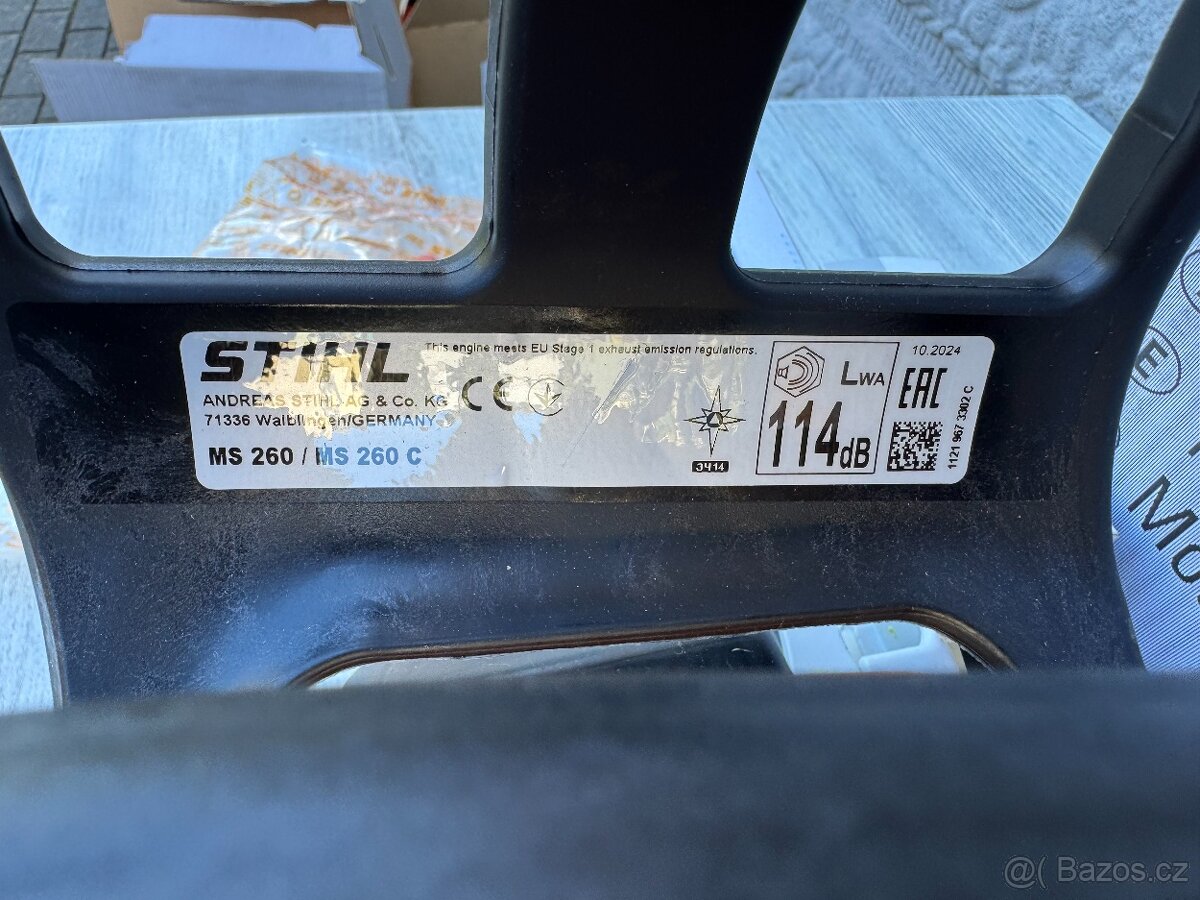 STIHL
This engine meets EU Stage 1 exhaust emission regulations.
ANDREAS STIHL AG & Co. KG
71336 Waiblingen/GERMANY
MS 260 / MS 260 C
CE
ЭЧ14
LWA
114dB
10.2024
EAC
1121 967 3302 C
E
Mo
@( Bazos.cz